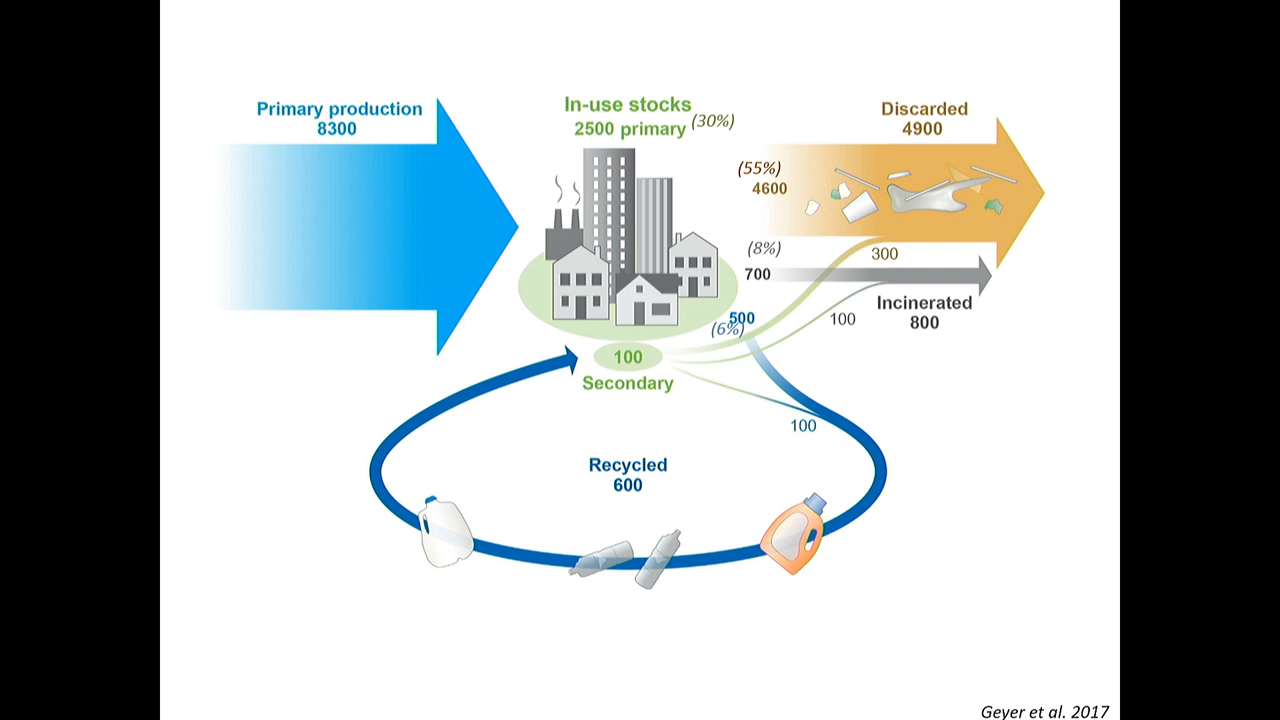 Primary production
8300
In-use stocks
2500 primary (30%)
Discarded
4900
(55%)
4600
(8%)
700
300
Incinerated
800
500
(6%)
100
100
Secondary
100
Recycled
600
Geyer et al. 2017